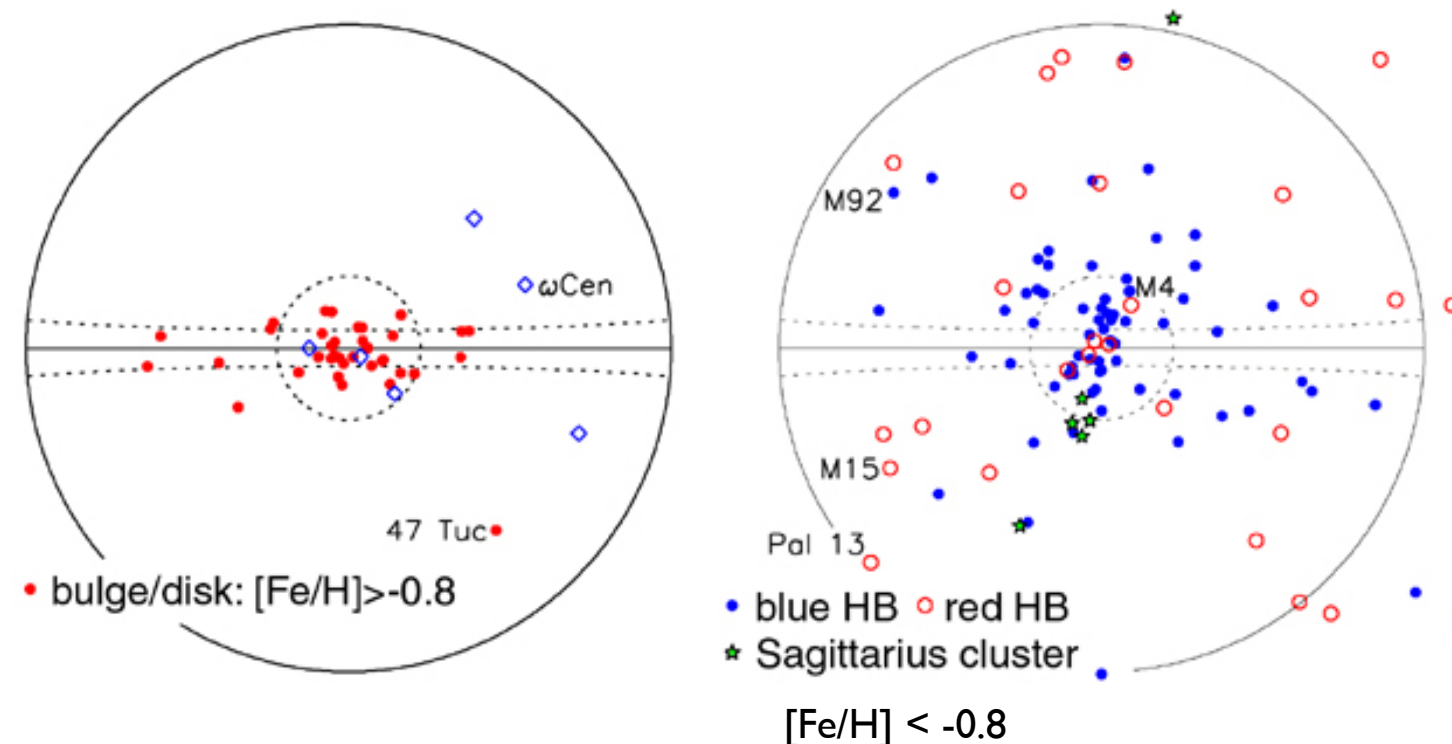 ωCen
47 Tuc
bulge/disk: [Fe/H]>-0.8
M92
M4
M15
Pal 13
blue HB red HB
Sagittarius cluster
[Fe/H] < -0.8